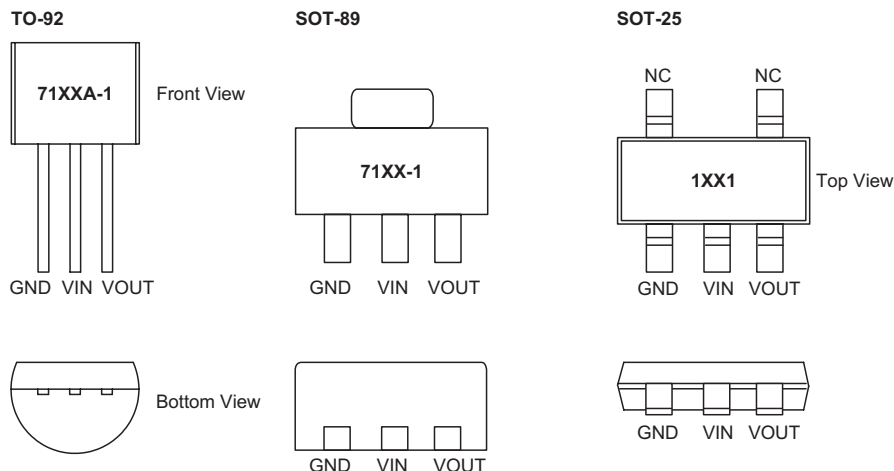 TO-92
SOT-89
SOT-25
71XXA-1
Front View
71XX-1
NC NC
1XX1
Top View
GND VIN VOUT
GND VIN VOUT
GND VIN VOUT
Bottom View
GND VIN VOUT
GND VIN VOUT